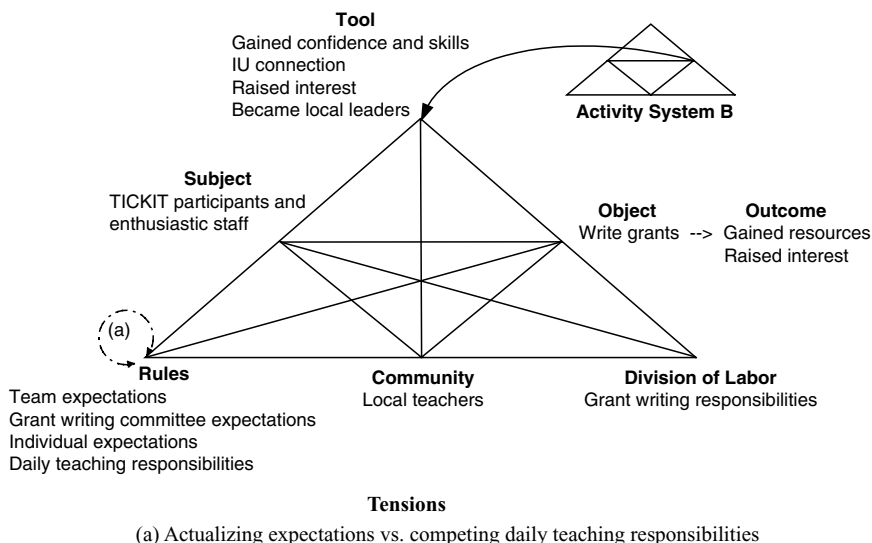 Tool
Gained confidence and skills
IU connection
Raised interest
Became local leaders
Activity System B
Subject
TICKIT participants and
enthusiastic staff
Object
Write grants -->
Outcome
Gained resources
Raised interest
(a)
Rules
Team expectations
Grant writing committee expectations
Individual expectations
Daily teaching responsibilities
Community
Local teachers
Division of Labor
Grant writing responsibilities
Tensions
(a) Actualizing expectations vs. competing daily teaching responsibilities